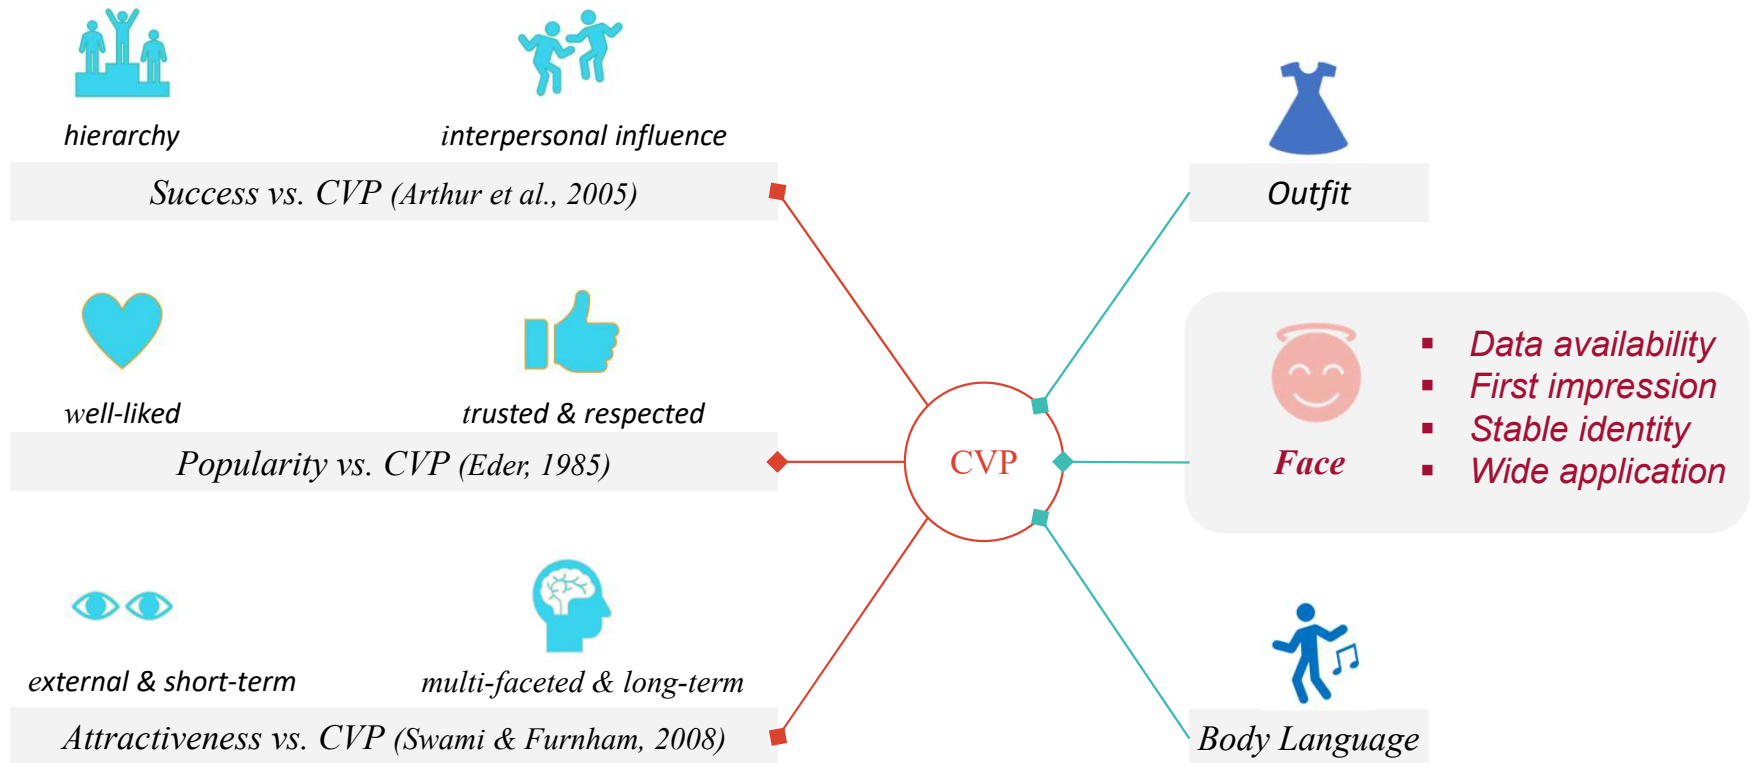 hierarchy
interpersonal influence
Success vs. CVP (Arthur et al., 2005)
well-liked
trusted & respected
Popularity vs. CVP (Eder, 1985)
external & short-term
multi-faceted & long-term
Attractiveness vs. CVP (Swami & Furnham, 2008)
CVP
Outfit
Face
▪ Data availability
▪ First impression
▪ Stable identity
▪ Wide application
Body Language